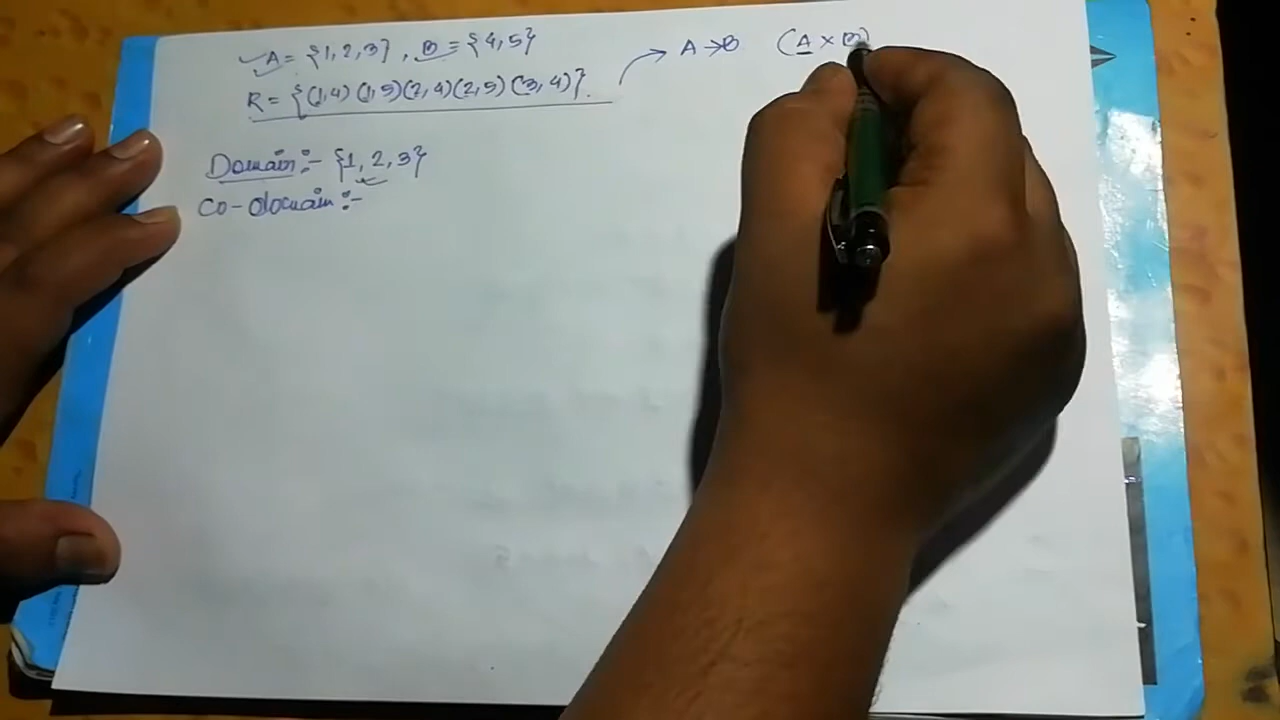 A = {1, 2, 3}, B = {4, 5} A → B (A × B)
R = {(1, 4) (1, 5) (2, 4) (2, 5) (3, 4)}.
Domain :- {1, 2, 3}
Co-domain :-